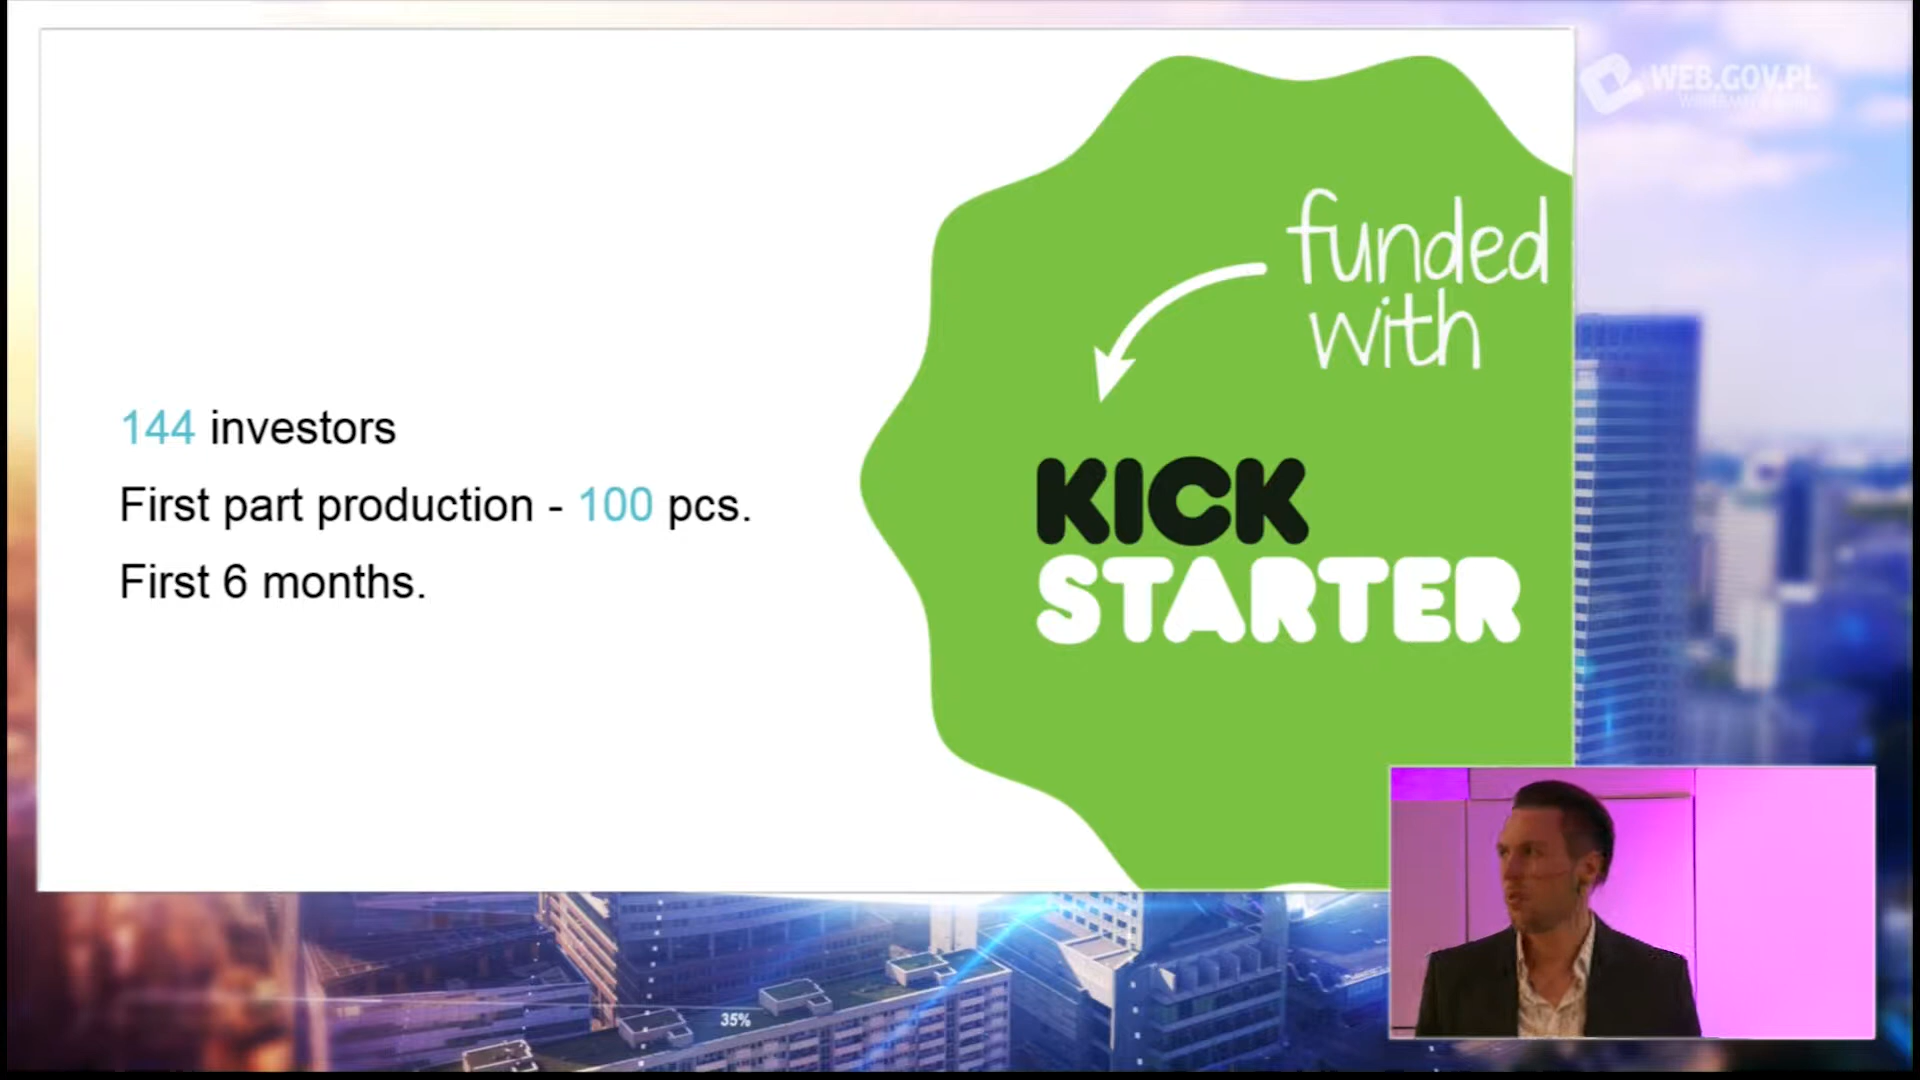 WEB.GOV.PL
funded
with
144 investors
KICK
First part production - 100 pcs.
STARTER
First 6 months.
35%